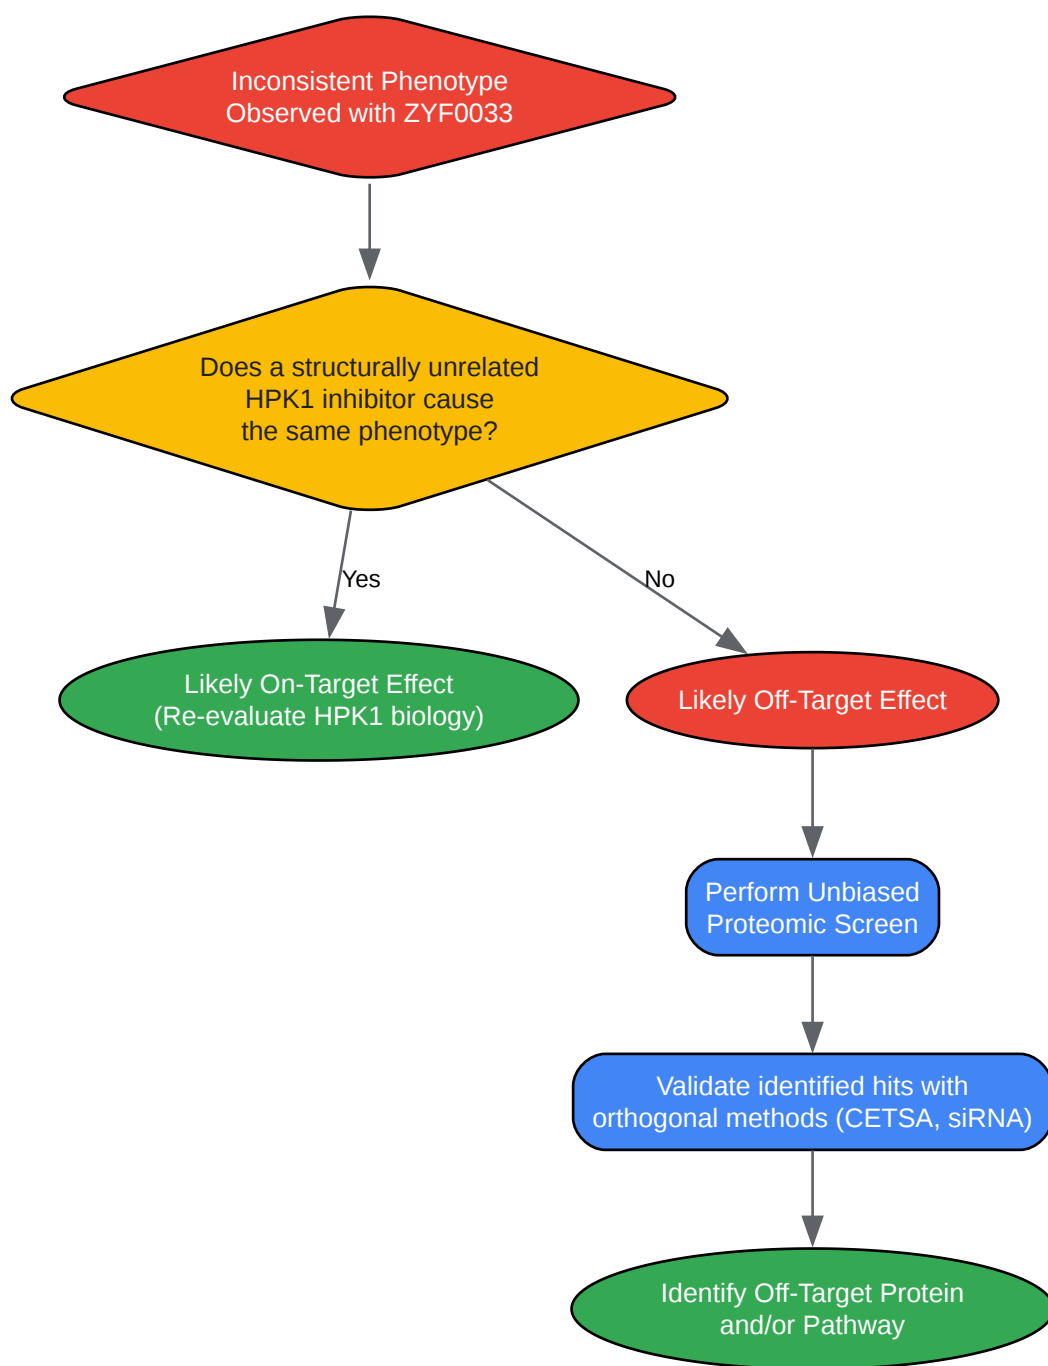 Inconsistent Phenotype
Observed with ZYF0033
Does a structurally unrelated
HPK1 inhibitor cause
the same phenotype?
Yes
No
Likely On-Target Effect
(Re-evaluate HPK1 biology)
Likely Off-Target Effect
Perform Unbiased
Proteomic Screen
Validate identified hits with
orthogonal methods (CETSA, siRNA)
Identify Off-Target Protein
and/or Pathway